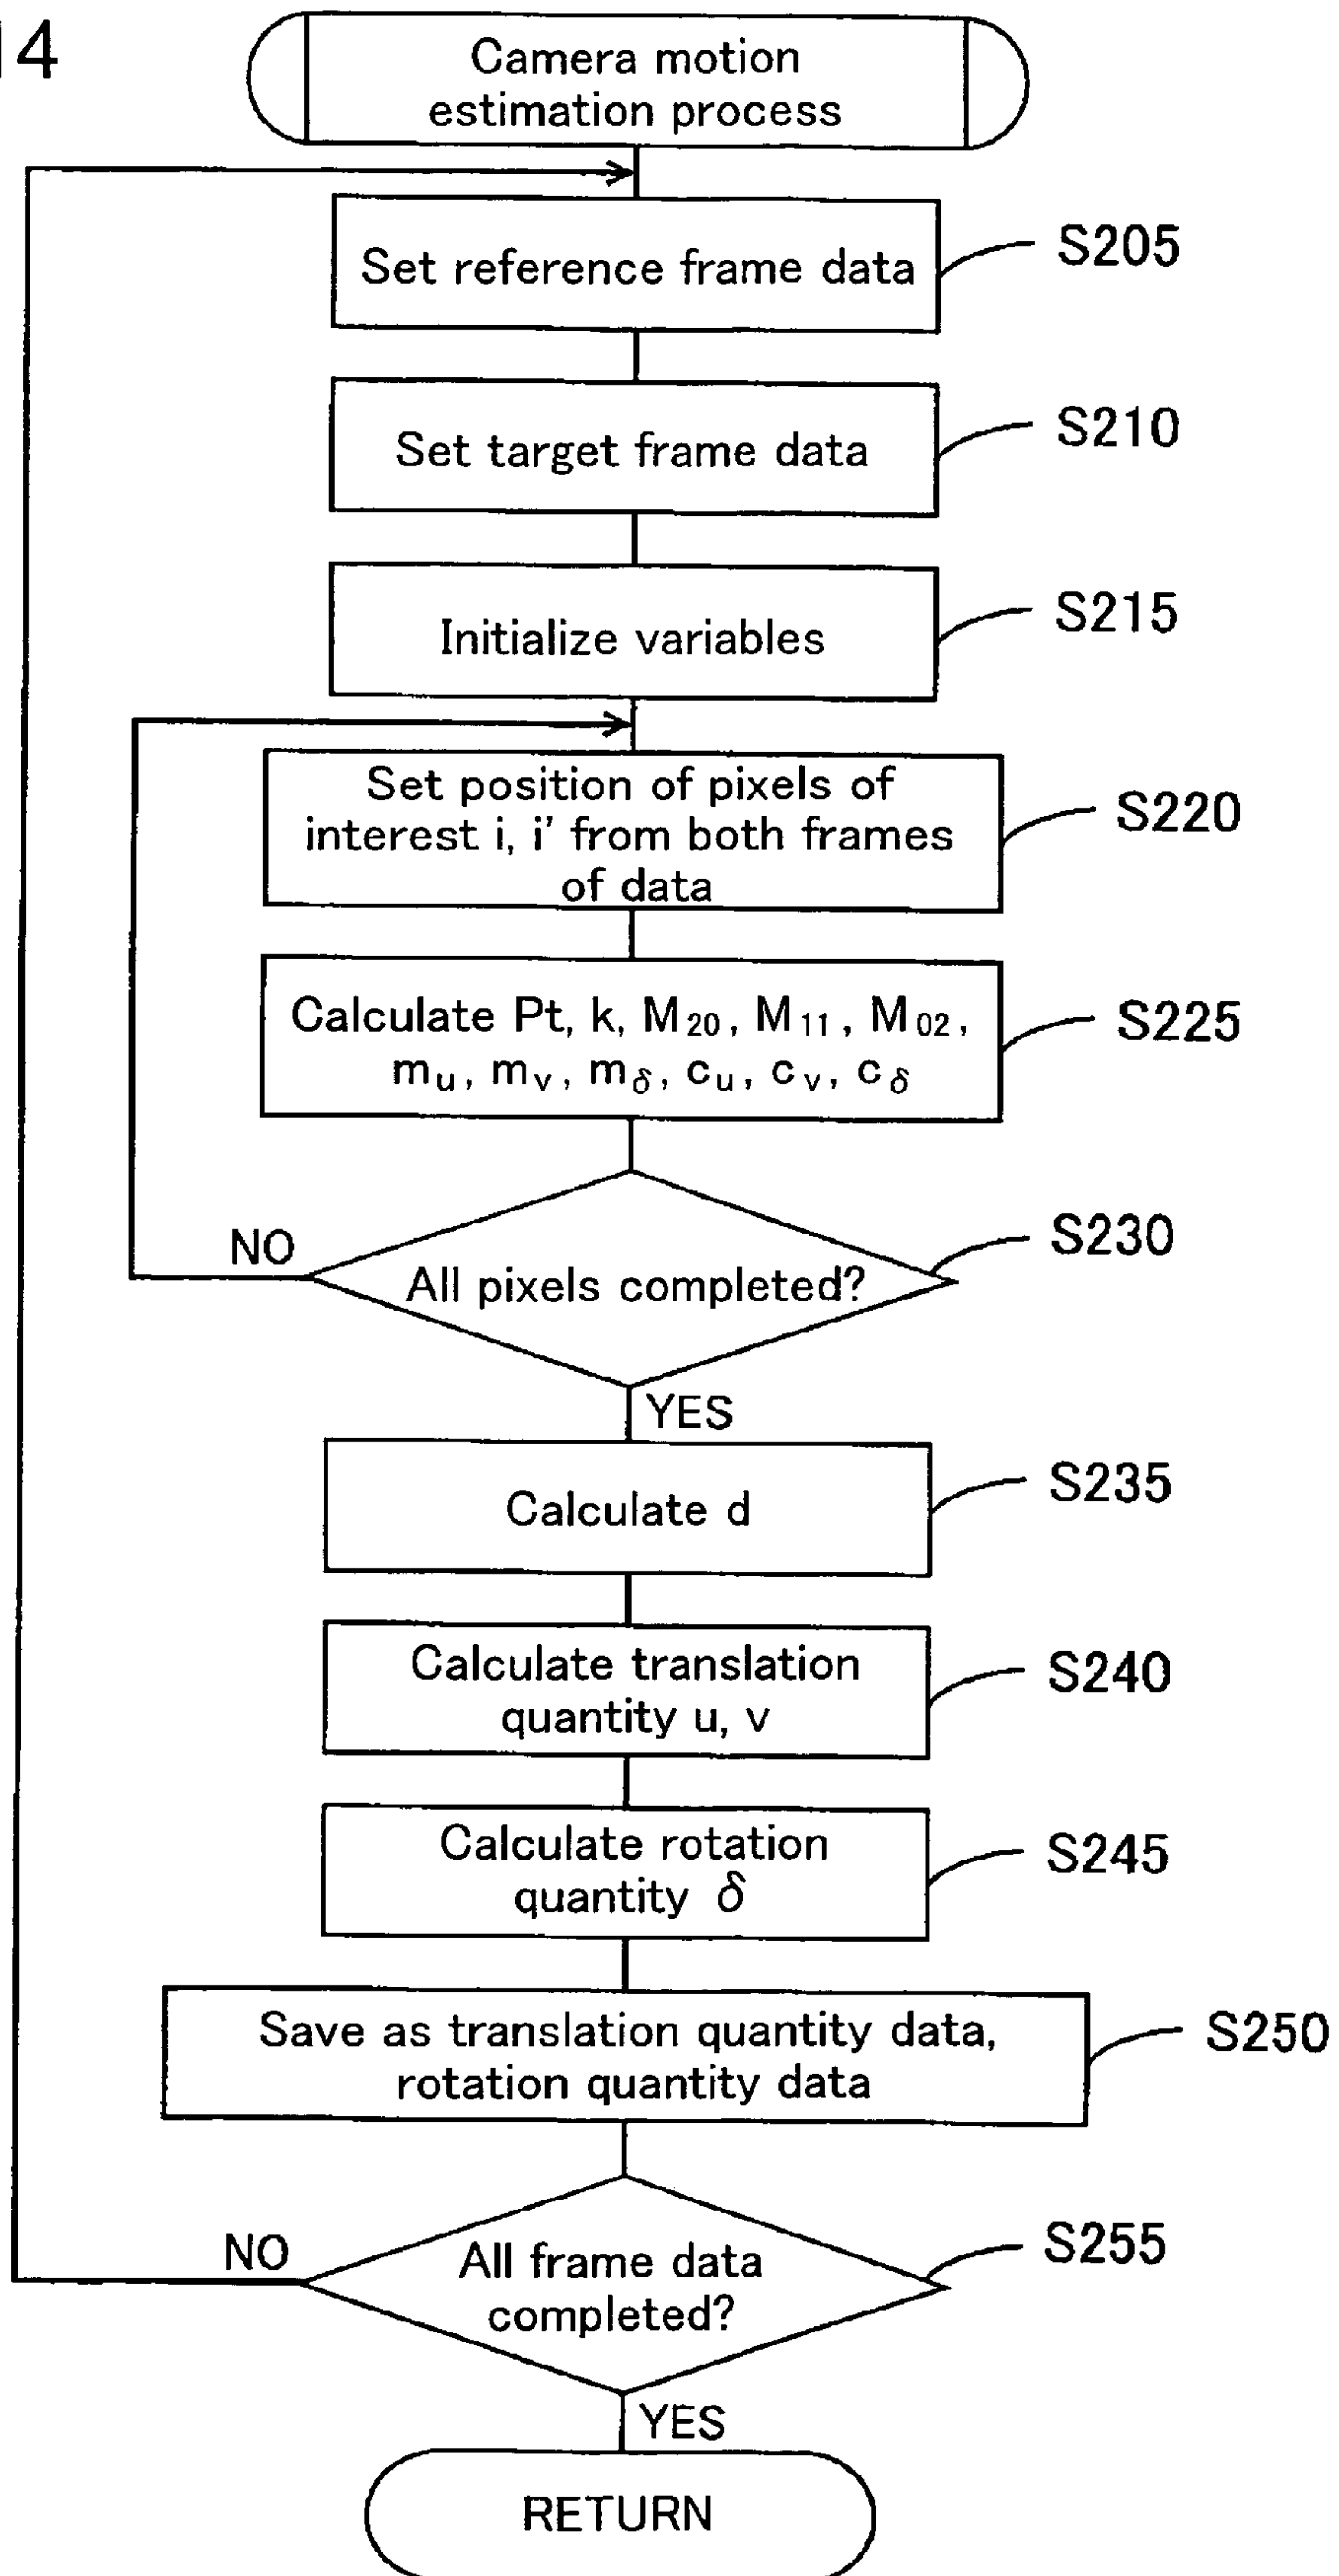 14
Camera motion
estimation process
Set reference frame data
S205
Set target frame data
S210
Initialize variables
S215
Set position of pixels of
interest i, i' from both frames
of data
S220
Calculate Pt, k, M₂₀, M₁₁, M₀₂,
mᵤ, mᵥ, m_δ, cᵤ, cᵥ, c_δ
S225
NO
All pixels completed?
S230
YES
Calculate d
S235
Calculate translation
quantity u, v
S240
Calculate rotation
quantity δ
S245
Save as translation quantity data,
rotation quantity data
S250
NO
All frame data
completed?
S255
YES
RETURN